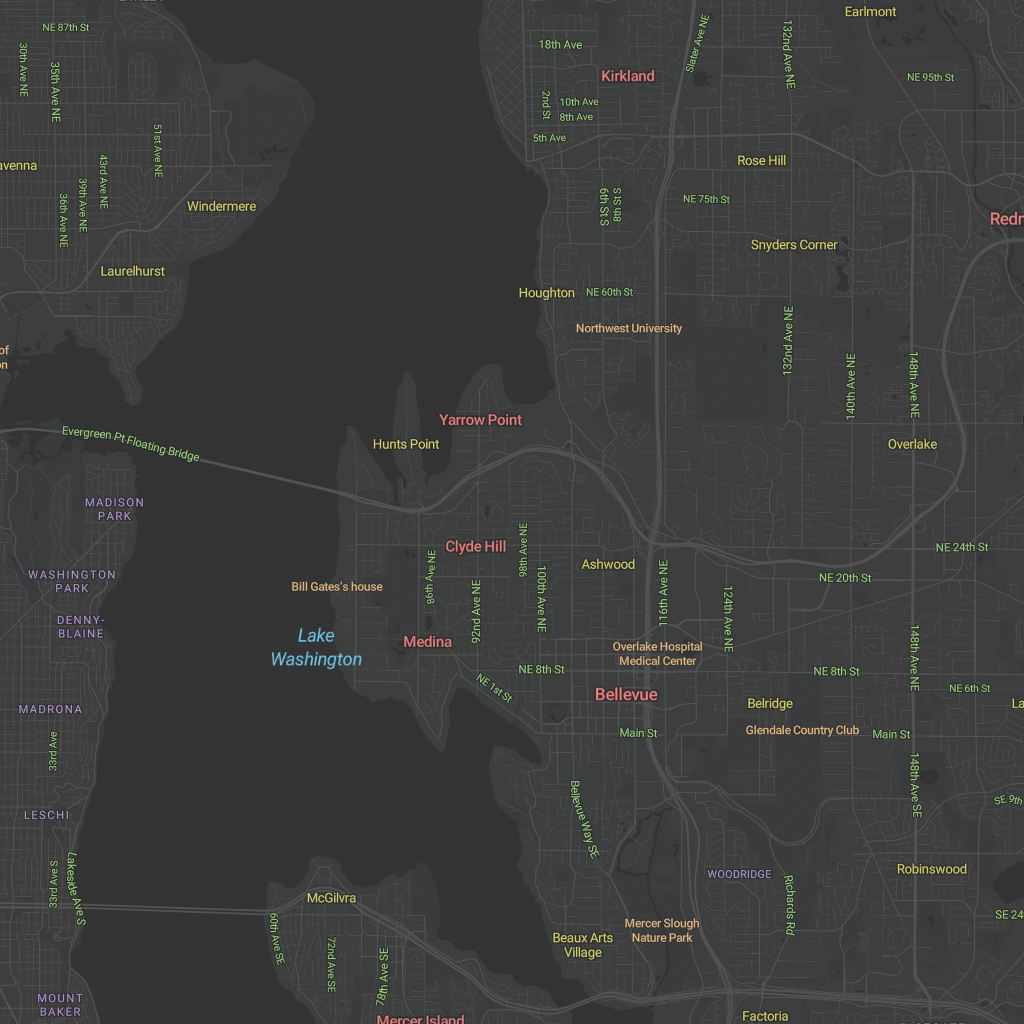 NE 87th St
30th Ave NE
35th Ave NE
18th Ave
Kirkland
Slater Ave NE
132nd Ave NE
Earlmont
NE 95th St
2nd St
10th Ave
8th Ave
5th Ave
51st Ave NE
43rd Ave NE
39th Ave NE
36th Ave NE
avenna
Windermere
Laurelhurst
Rose Hill
6th St S
8th St S
NE 75th St
Redn
Snyders Corner
Houghton
NE 60th St
Northwest University
132nd Ave NE
140th Ave NE
148th Ave NE
of
on
Yarrow Point
Hunts Point
Evergreen Pt Floating Bridge
Overlake
MADISON
PARK
Clyde Hill
98th Ave NE
86th Ave NE
92nd Ave NE
100th Ave NE
Ashwood
116th Ave NE
124th Ave NE
NE 24th St
NE 20th St
WASHINGTON
PARK
Bill Gates's house
DENNY-
BLAINE
Lake
Washington
Medina
Overlake Hospital
Medical Center
NE 8th St
NE 8th St
148th Ave NE
NE 6th St
NE 1st St
Bellevue
MADRONA
Belridge
La
33rd Ave
Main St
Glendale Country Club
Main St
148th Ave SE
Bellevue Way SE
SE 9th
LESCHI
33rd Ave S
Lakeside Ave S
WOODRIDGE
Robinswood
Richards Rd
McGilvra
60th Ave SE
72nd Ave SE
78th Ave SE
Mercer Slough
Nature Park
SE 24
Beaux Arts
Village
MOUNT
BAKER
Mercer Island
Factoria